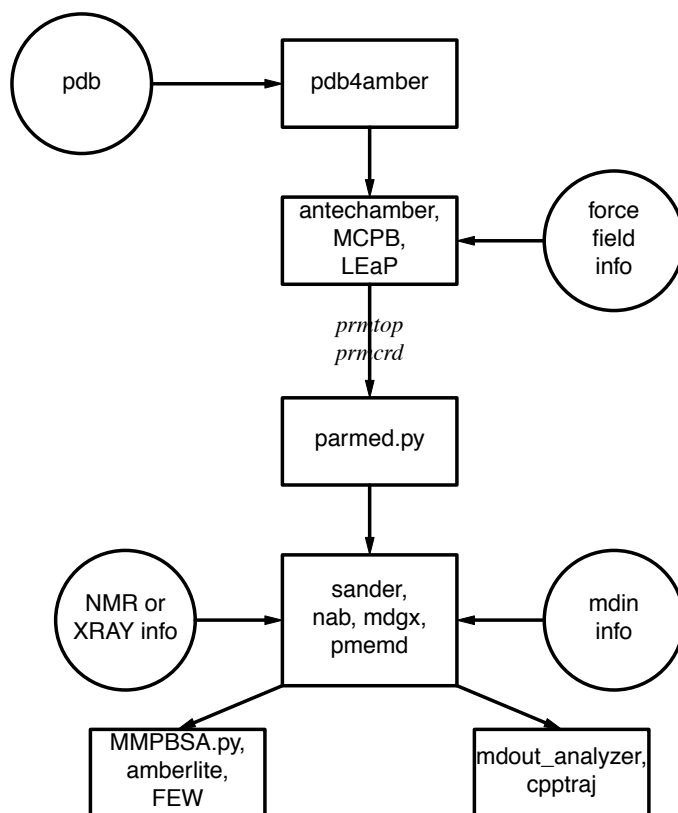 pdb
pdb4amber
antechamber,
MCPB,
LEaP
force
field
info
prmtop
prmcrd
parmed.py
NMR or
XRAY info
sander,
nab, mdgx,
pmemd
mdin
info
MMPBSA.py,
amberlite,
FEW
mdout_analyzer,
cpptraj